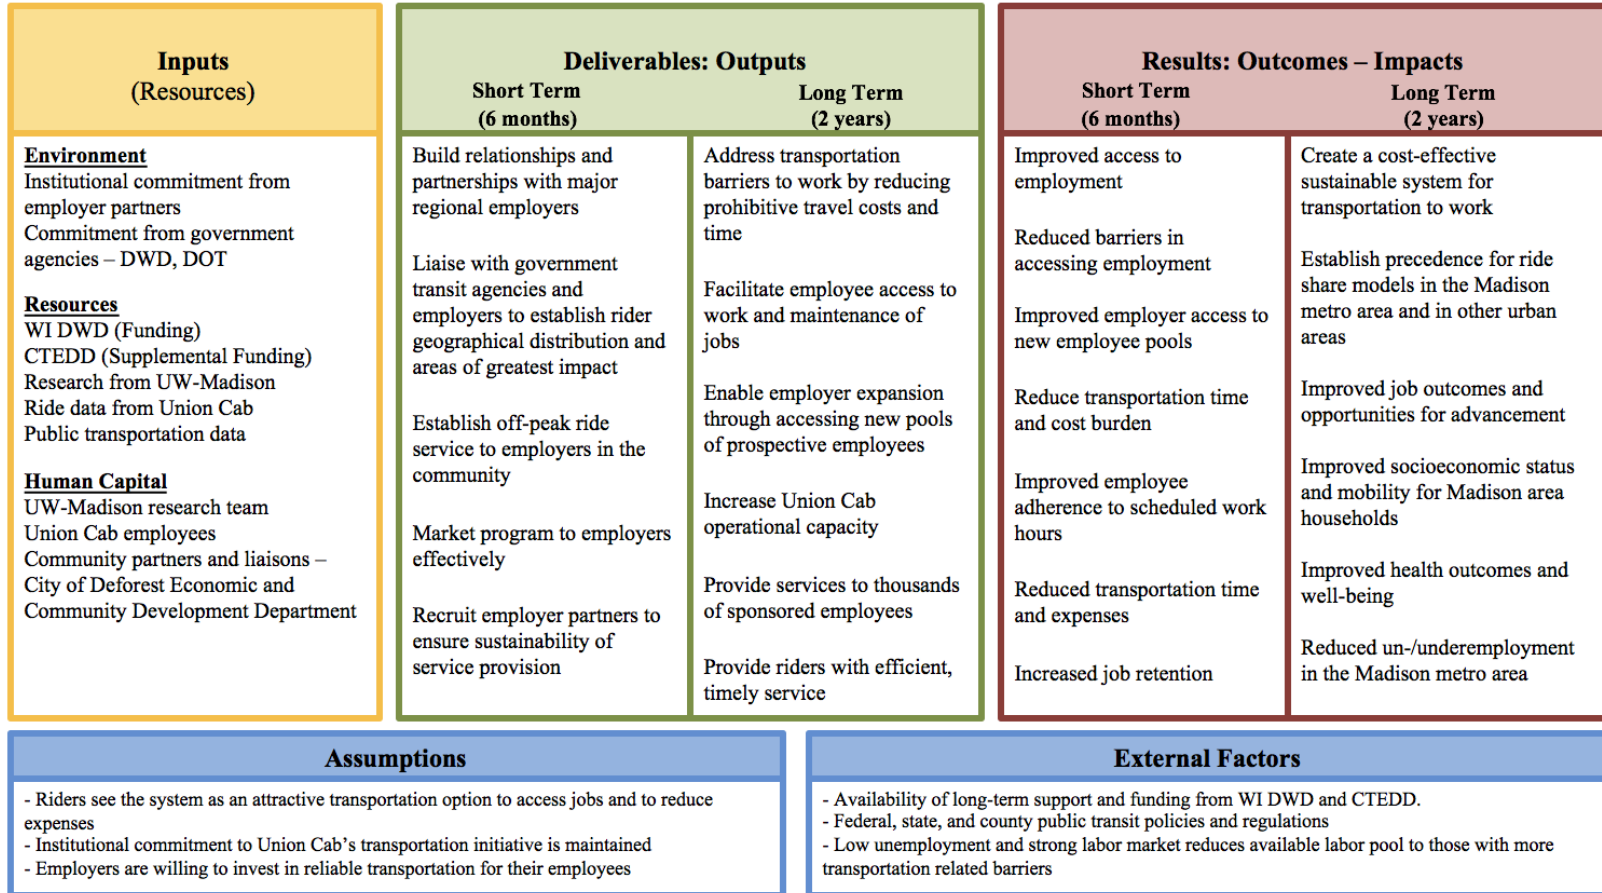 Inputs
(Resources)
Environment
Institutional commitment from
employer partners
Commitment from government
agencies – DWD, DOT
Resources
WI DWD (Funding)
CTEDD (Supplemental Funding)
Research from UW-Madison
Ride data from Union Cab
Public transportation data
Human Capital
UW-Madison research team
Union Cab employees
Community partners and liaisons –
City of Deforest Economic and
Community Development Department
Deliverables: Outputs
Short Term
(6 months)
Build relationships and
partnerships with major
regional employers
Liaise with government
transit agencies and
employers to establish rider
geographical distribution and
areas of greatest impact
Establish off-peak ride
service to employers in the
community
Market program to employers
effectively
Recruit employer partners to
ensure sustainability of
service provision
Long Term
(2 years)
Address transportation
barriers to work by reducing
prohibitive travel costs and
time
Facilitate employee access to
work and maintenance of
jobs
Enable employer expansion
through accessing new pools
of prospective employees
Increase Union Cab
operational capacity
Provide services to thousands
of sponsored employees
Provide riders with efficient,
timely service
Results: Outcomes – Impacts
Short Term
(6 months)
Improved access to
employment
Reduced barriers in
accessing employment
Improved employer access to
new employee pools
Reduce transportation time
and cost burden
Improved employee
adherence to scheduled work
hours
Reduced transportation time
and expenses
Increased job retention
Long Term
(2 years)
Create a cost-effective
sustainable system for
transportation to work
Establish precedence for ride
share models in the Madison
metro area and in other urban
areas
Improved job outcomes and
opportunities for advancement
Improved socioeconomic status
and mobility for Madison area
households
Improved health outcomes and
well-being
Reduced un-/underemployment
in the Madison metro area
Assumptions
- Riders see the system as an attractive transportation option to access jobs and to reduce
expenses
- Institutional commitment to Union Cab’s transportation initiative is maintained
- Employers are willing to invest in reliable transportation for their employees
External Factors
- Availability of long-term support and funding from WI DWD and CTEDD.
- Federal, state, and county public transit policies and regulations
- Low unemployment and strong labor market reduces available labor pool to those with more
transportation related barriers